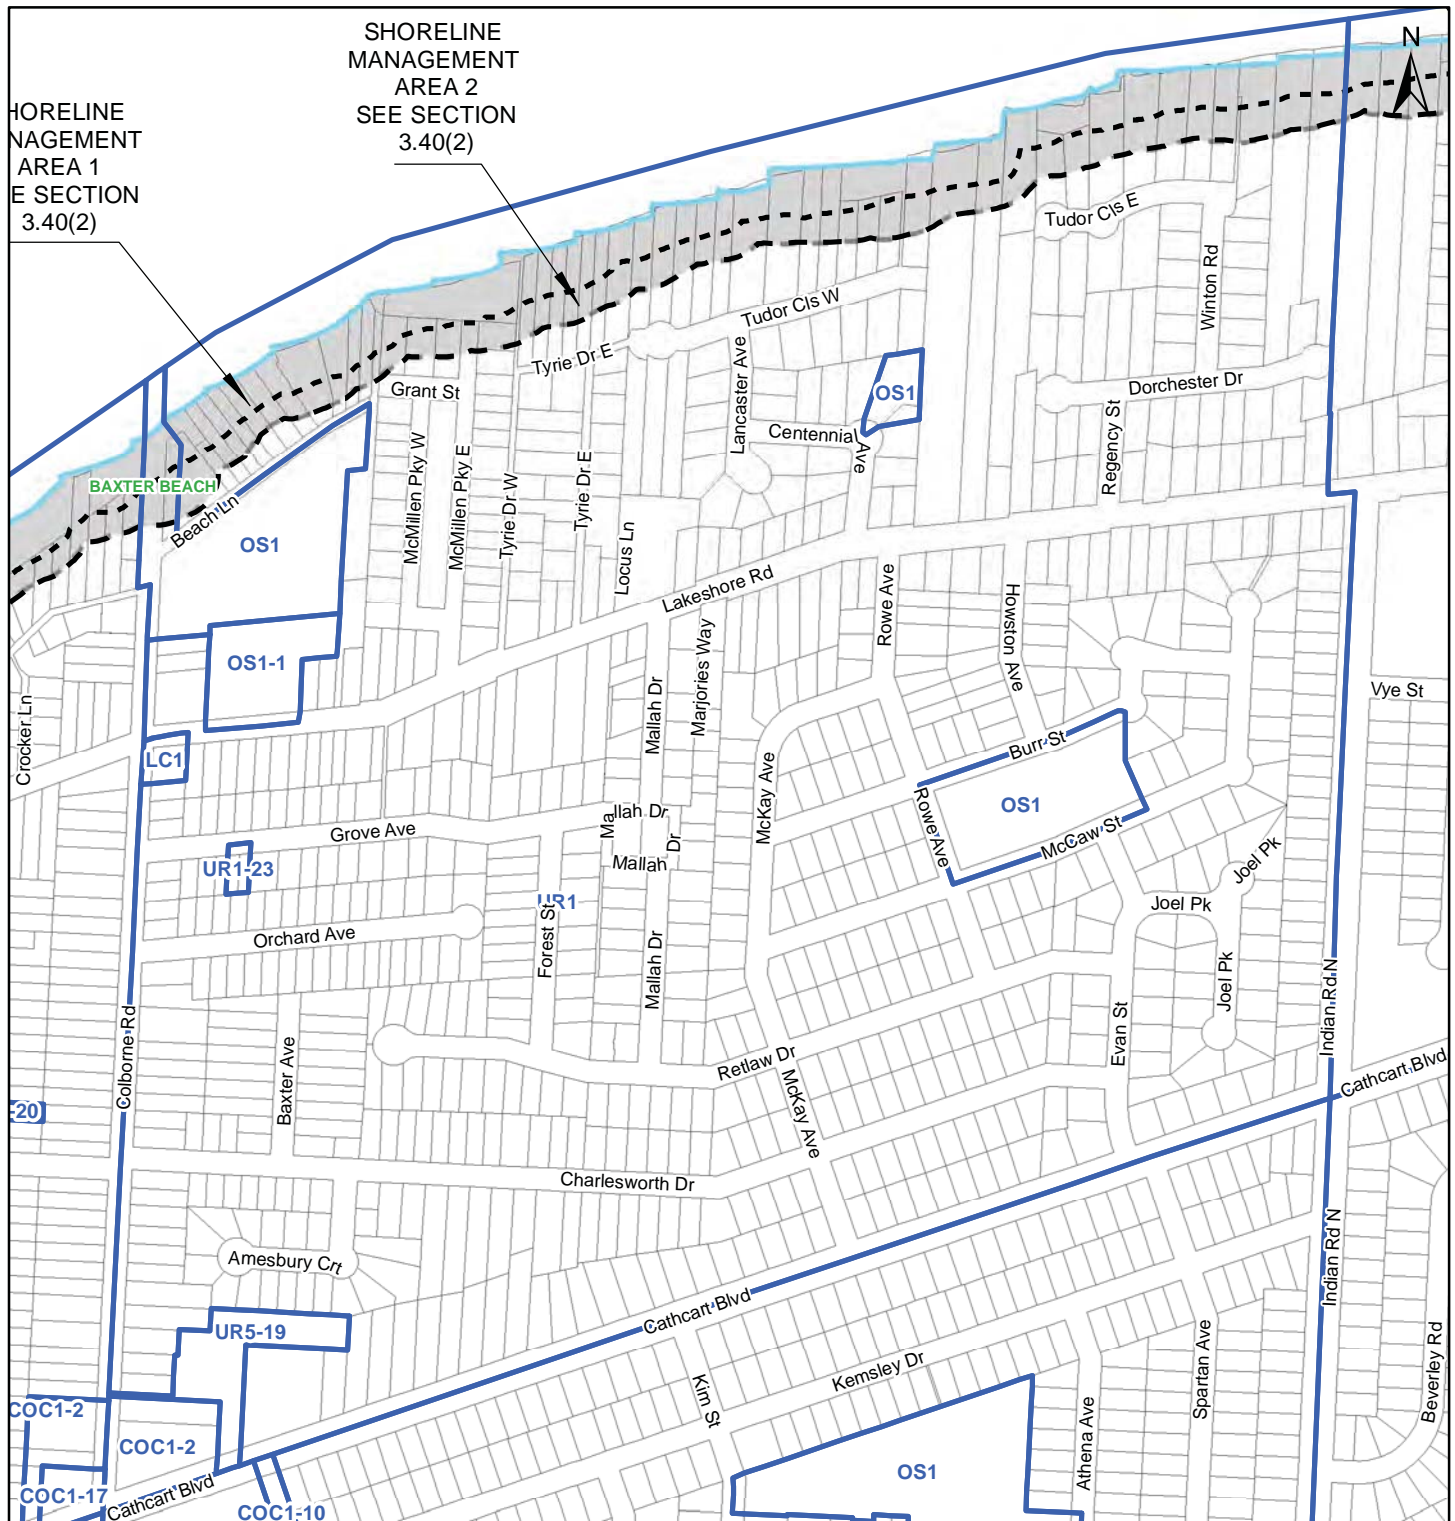 SHORELINE
MANAGEMENT
AREA 2
SEE SECTION
3.40(2)
N
HORELINE
NAGEMENT
AREA 1
E SECTION
3.40(2)
Tudor Cls E
Winton Rd
Tudor Cls W
Tyrie Dr E
Lancaster Ave
Grant St
OS1
Dorchester Dr
Regency St
Centennial
Ave
McMillen Pky W
McMillen Pky E
Tyrie Dr W
Tyrie Dr E
BAXTER BEACH
Beach Ln
OS1
Locus Ln
Lakeshore Rd
Rowe Ave
Howston Ave
Marjories Way
OS1-1
Mallah Dr
Vye St
Crocker Ln
LC1
Burr St
McKay Ave
OS1
Rowe Ave
McCaw St
Grove Ave
Mallah Dr
Mallah Dr
UR1-23
Joel Pk
UR1
Joel Pk
Orchard Ave
Forest St
Mallah Dr
Joel Pk
Indian Rd N
Colborne Rd
Baxter Ave
Evan St
Retlaw Dr
Cathcart Blvd
McKay Ave
-20
Charlesworth Dr
Amesbury Crt
Indian Rd N
UR5-19
Cathcart Blvd
Kemsley Dr
Kim St
Spartan Ave
Beverley Rd
Athena Ave
COC1-2
COC1-2
OS1
COC1-17
Cathcart Blvd
COC1-10